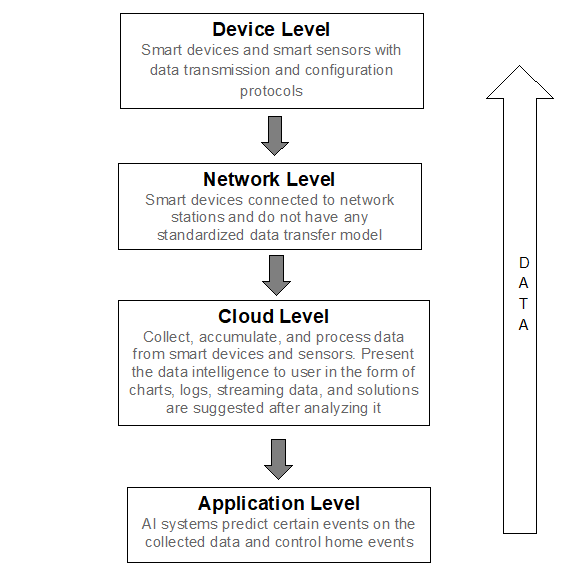 Device Level
Smart devices and smart sensors with
data transmission and configuration
protocols
Network Level
Smart devices connected to network
stations and do not have any
standardized data transfer model
Cloud Level
Collect, accumulate, and process data
from smart devices and sensors. Present
the data intelligence to user in the form of
charts, logs, streaming data, and solutions
are suggested after analyzing it
Application Level
AI systems predict certain events on the
collected data and control home events
D
A
T
A